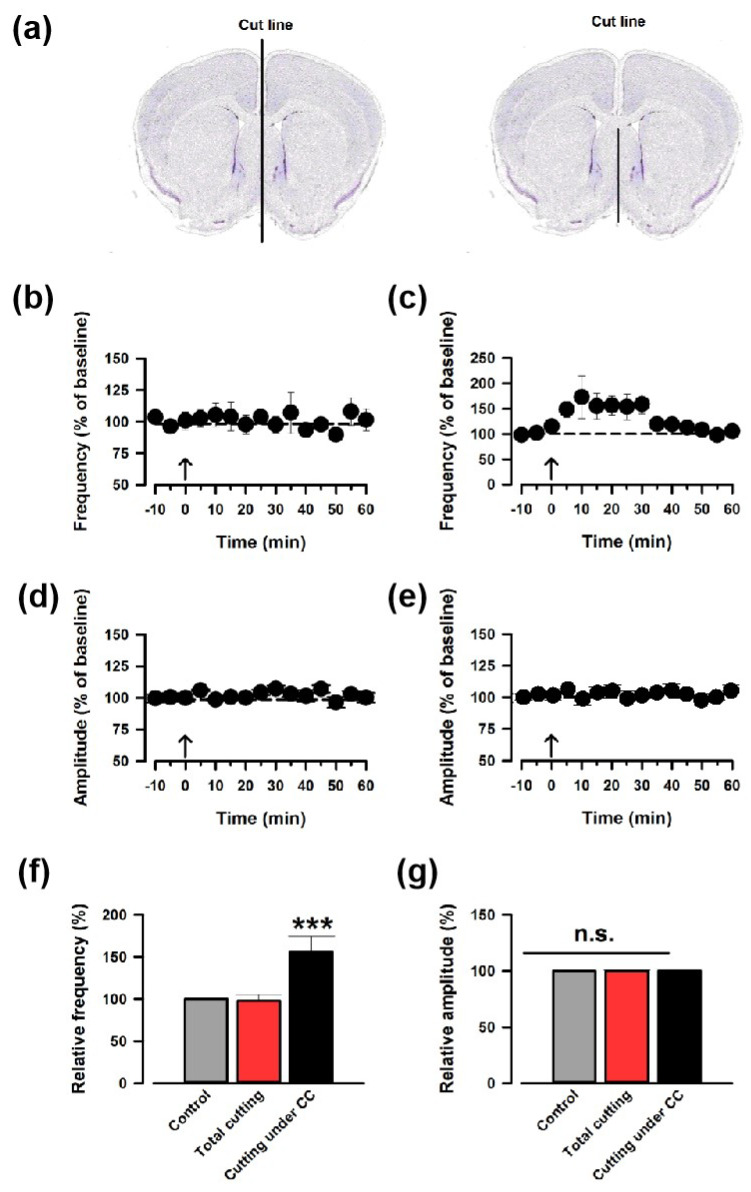 (a)
Cut line
Cut line
(b)
Frequency (% of baseline)
150
125
100
75
50
-10 0 10 20 30 40 50 60
Time (min)
(c)
Frequency (% of baseline)
250
200
150
100
50
0
-10 0 10 20 30 40 50 60
Time (min)
(d)
Amplitude (% of baseline)
150
125
100
75
50
-10 0 10 20 30 40 50 60
Time (min)
(e)
Amplitude (% of baseline)
150
125
100
75
50
-10 0 10 20 30 40 50 60
Time (min)
(f)
Relative frequency (%)
200
150
100
50
0
***
Control
Total cutting
Cutting under CC
(g)
Relative amplitude (%)
150
100
50
0
n.s.
Control
Total cutting
Cutting under CC